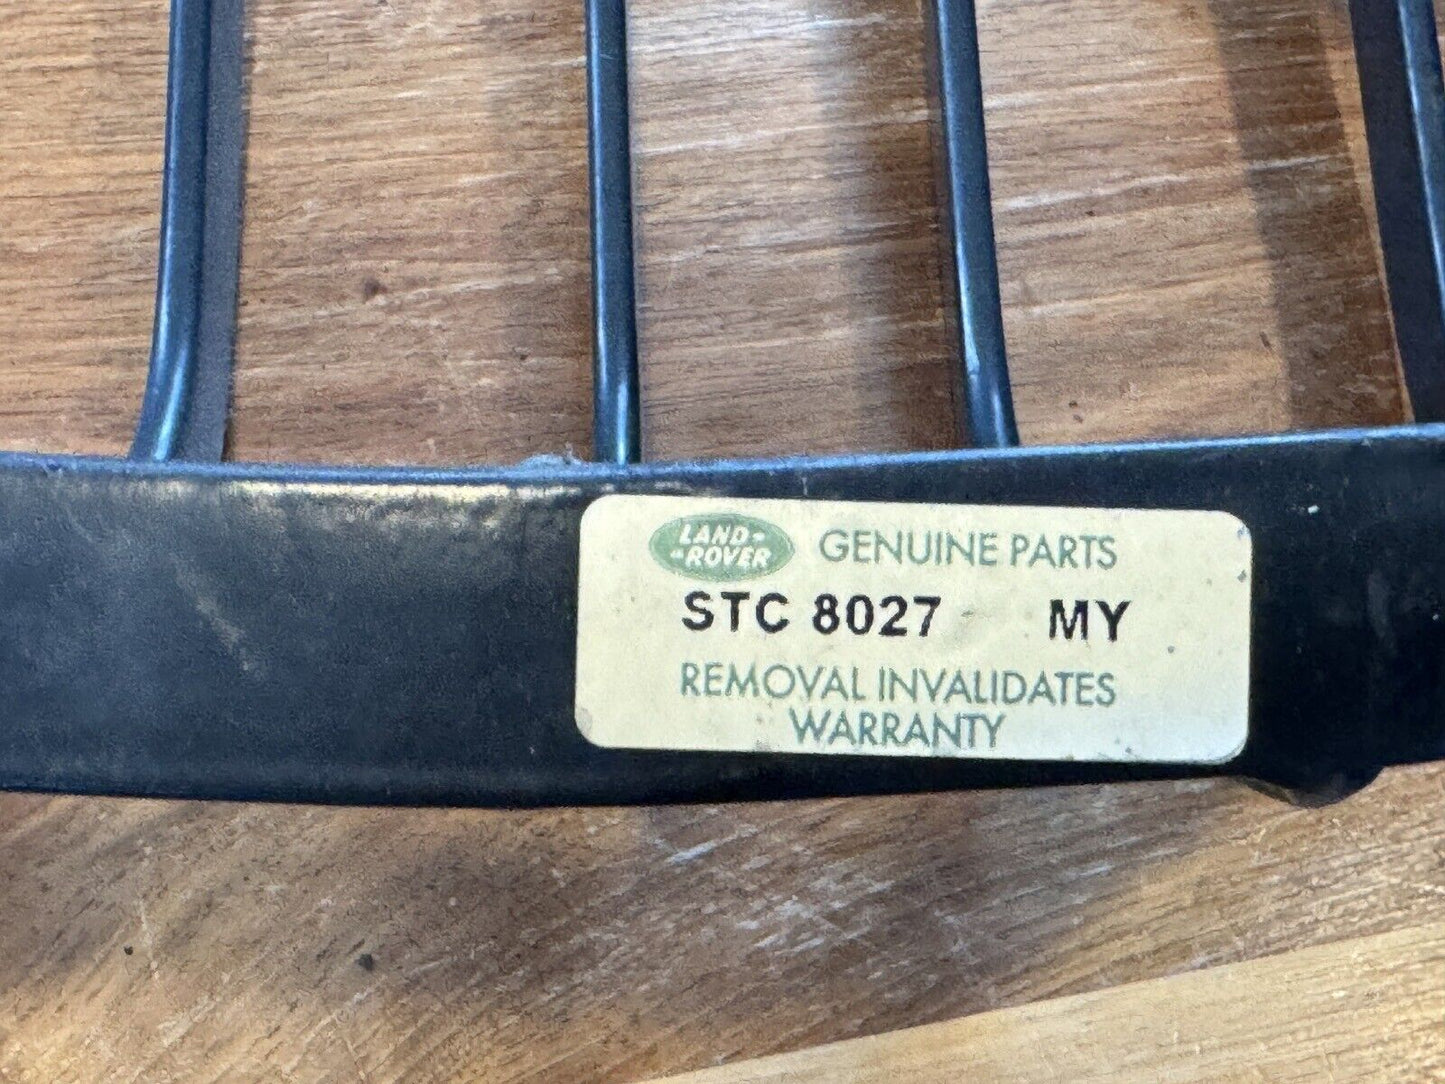 LAND-
-ROVER GENUINE PARTS
STC 8027 MY
REMOVAL INVALIDATES
WARRANTY